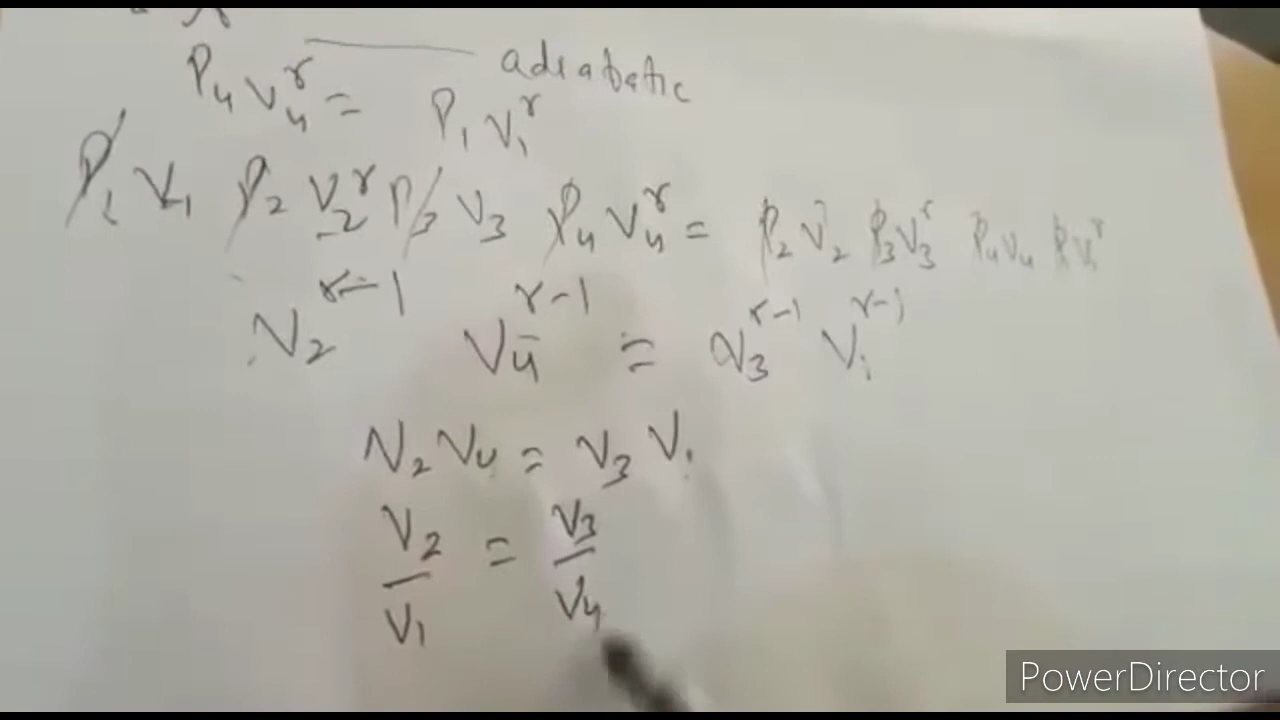 adiabatic
P₄ V₄^γ = P₁ V₁^γ
P₁ V₁ P₂ V₂^γ P₃ V₃ P₄ V₄^γ = P₂ V₂ P₃ V₃^γ P₄ V₄ P₁ V₁^γ
V₂^γ-1 V₄^γ-1 = V₃^γ-1 V₁^γ-1
V₂ V₄ = V₃ V₁
V₂/V₁ = V₃/V₄
PowerDirector